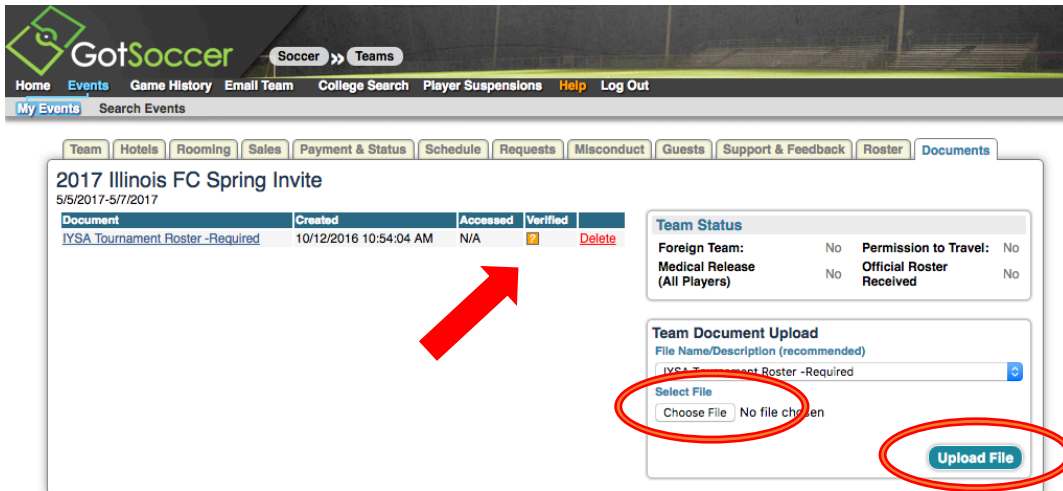 GotSoccer
Soccer » Teams
Home Events Game History Email Team College Search Player Suspensions Help Log Out
My Events Search Events
Team Hotels Rooming Sales Payment & Status Schedule Requests Misconduct Guests Support & Feedback Roster Documents
2017 Illinois FC Spring Invite
5/5/2017-5/7/2017
Document Created Accessed Verified
IYSA Tournament Roster -Required 10/12/2016 10:54:04 AM N/A ? Delete
Team Status
Foreign Team: No Permission to Travel: No
Medical Release
(All Players) No
Official Roster
Received No
Team Document Upload
File Name/Description (recommended)
IYSA Tournament Roster -Required
Select File
Choose File No file chosen
Upload File